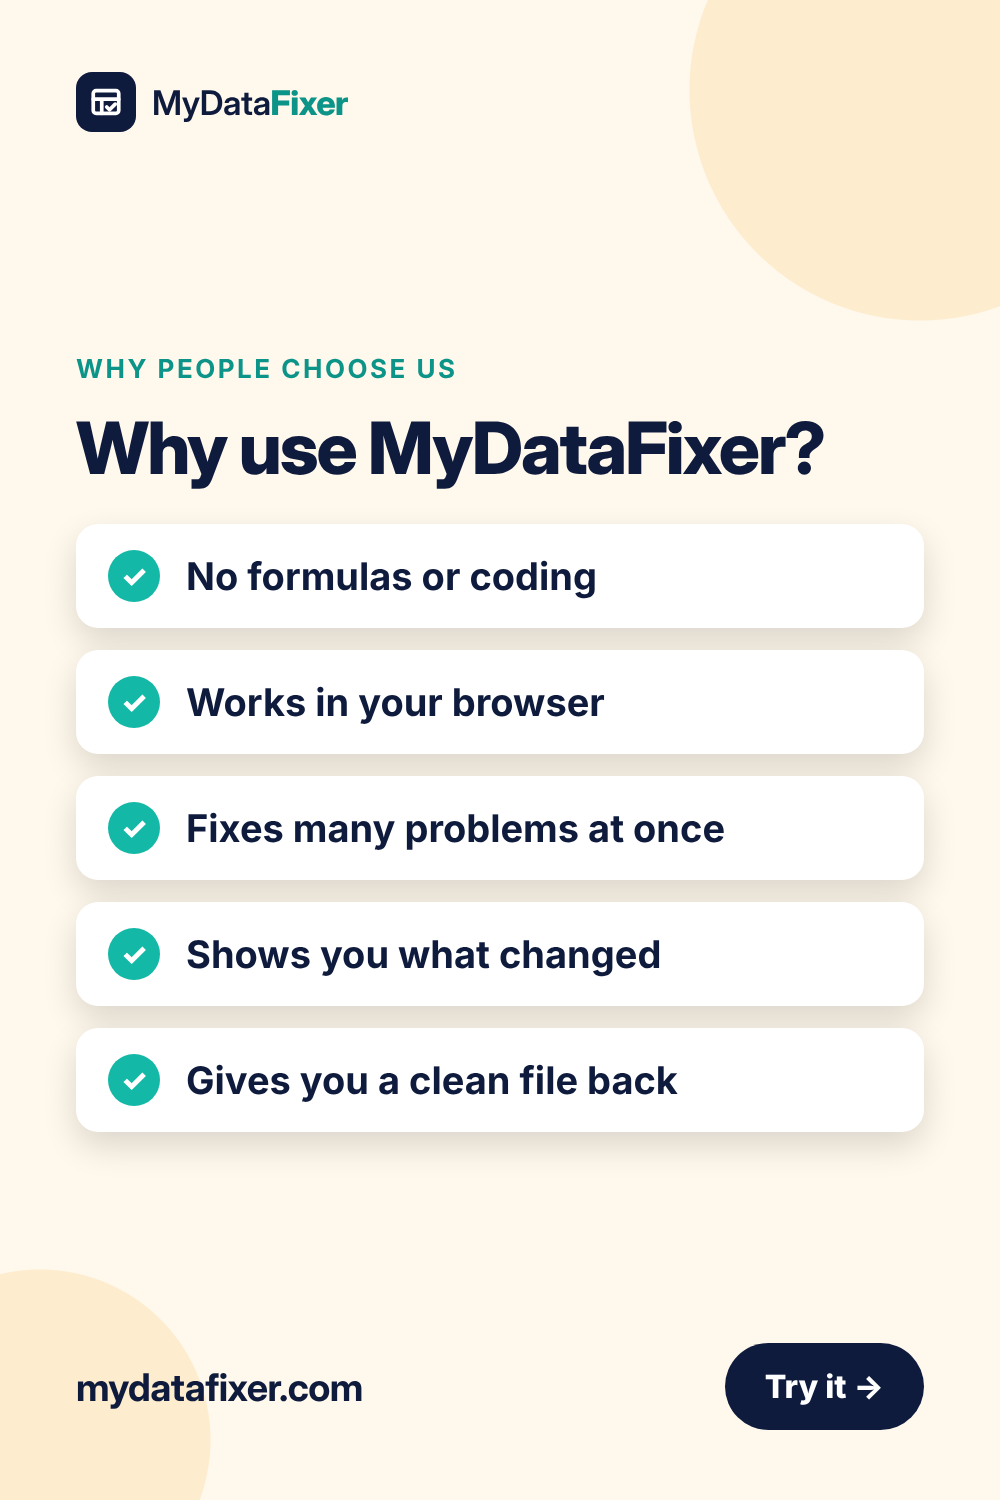 MyDataFixer
WHY PEOPLE CHOOSE US
Why use MyDataFixer?
No formulas or coding
Works in your browser
Fixes many problems at once
Shows you what changed
Gives you a clean file back
mydatafixer.com
Try it →